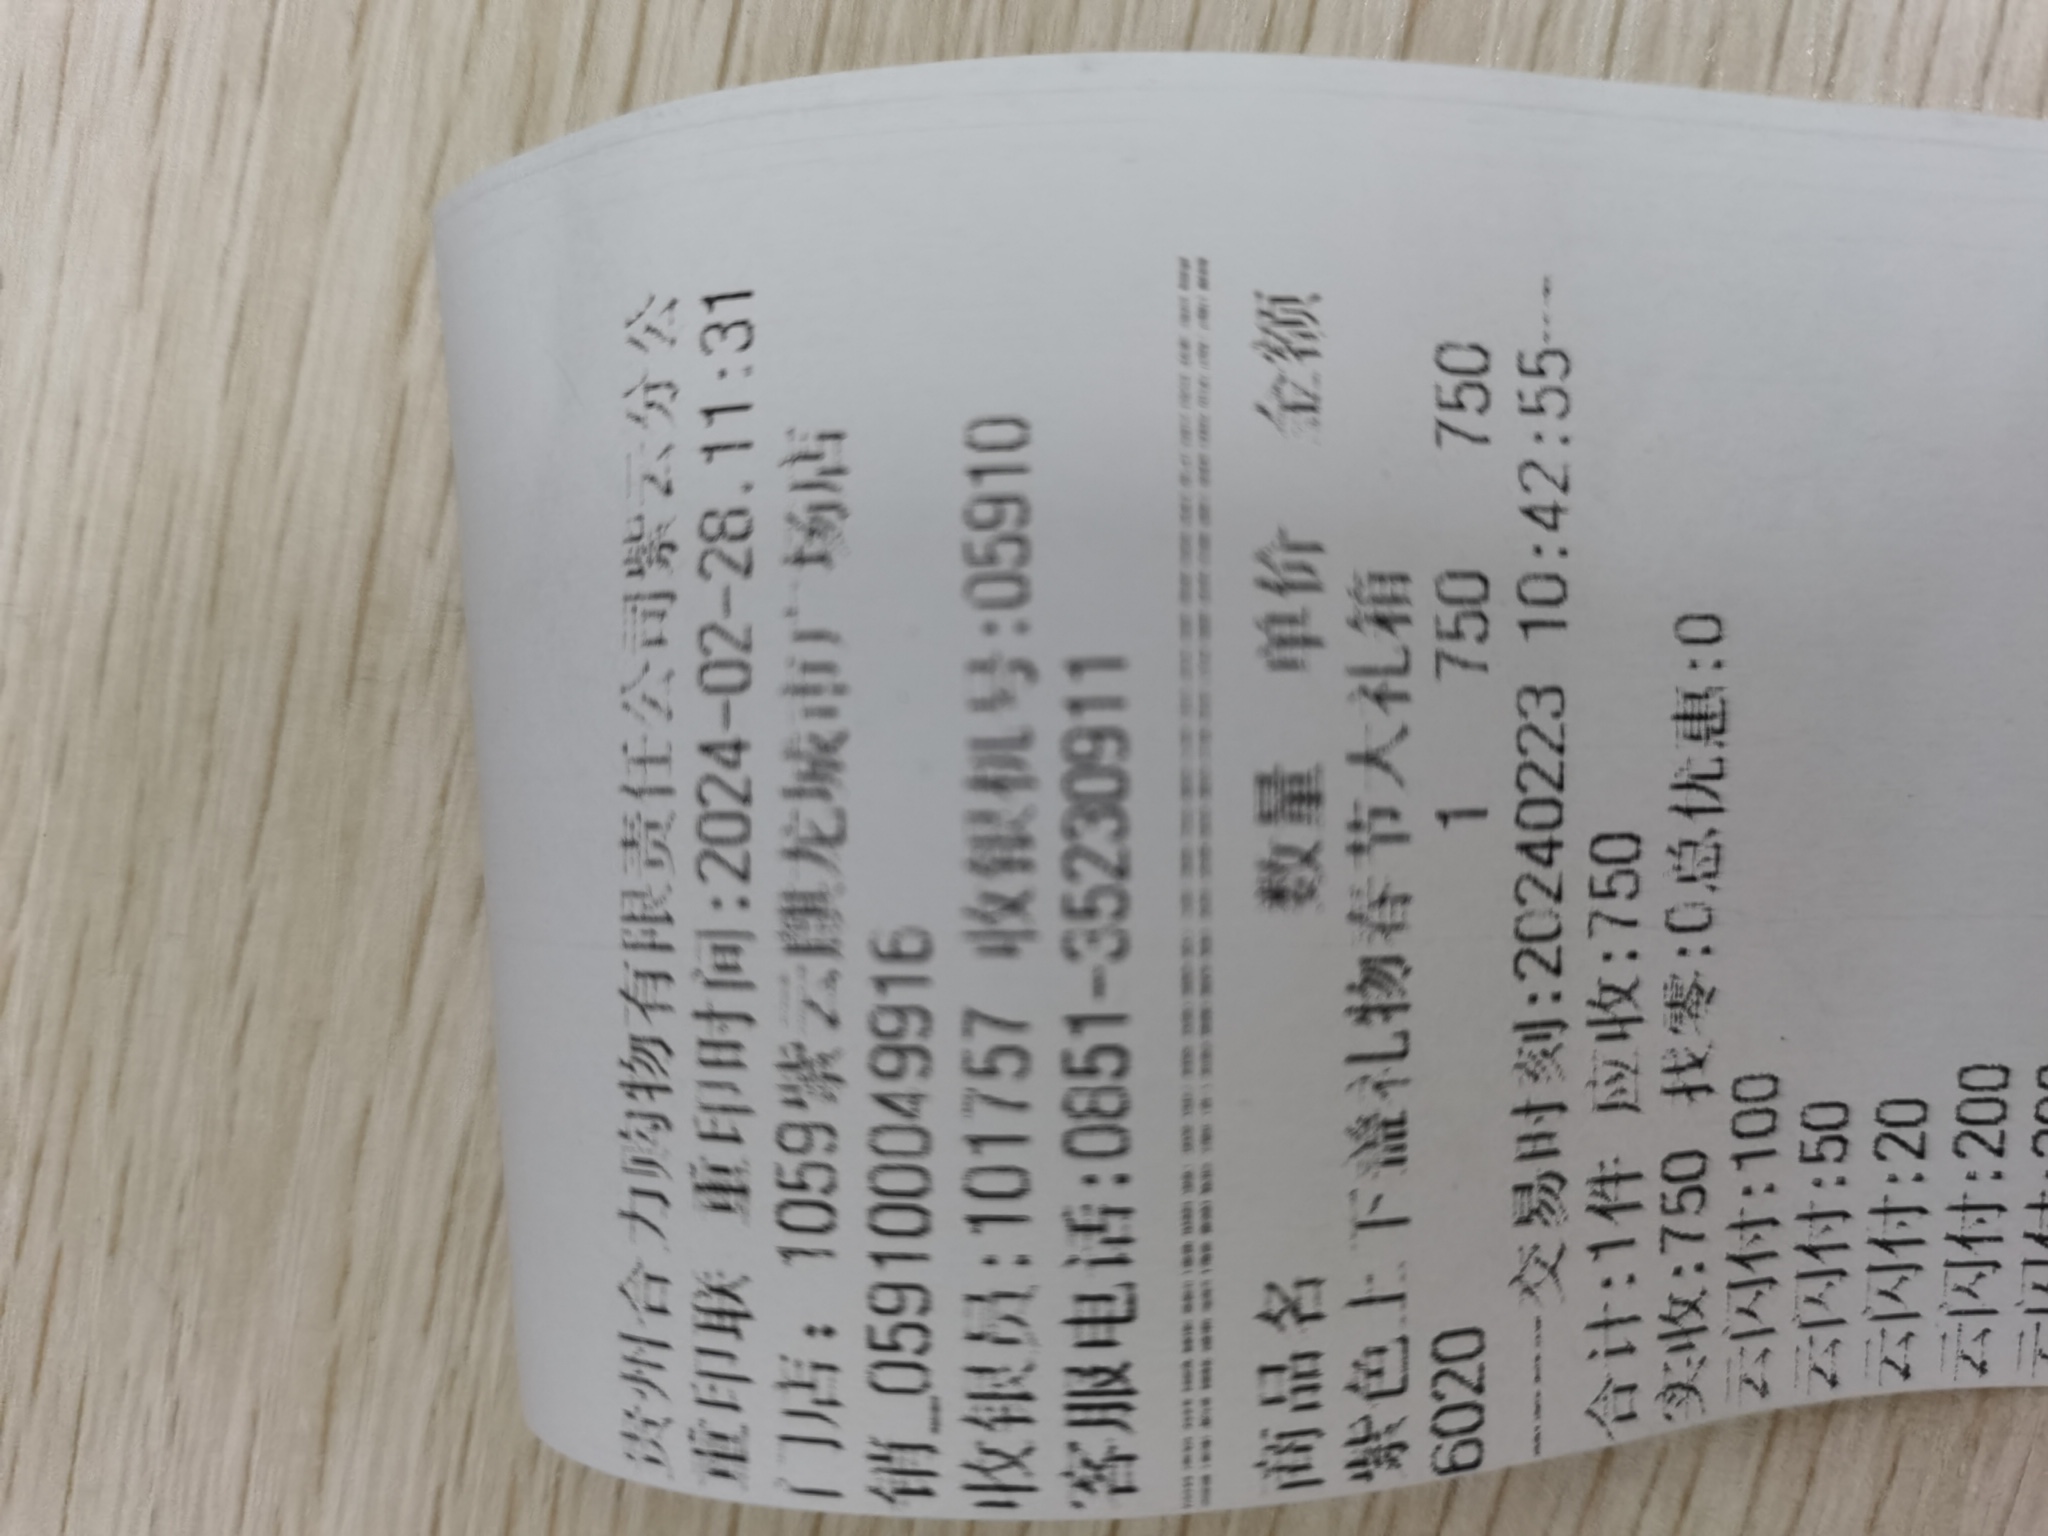 贵州合力购物有限责任公司紫云分公
重印联 重印时间:2024-02-28.11:31
门店: 1059紫云麒龙城市广场店
销_059100049916
收银员:101757 收银机号:05910
客服电话:0851-35230911
商品名 数量 单价 金额
紫色上下溢礼物春节大礼箱
6020 1 750 750
------交易时刻:20240223 10:42:55----
合计:1件 应收:750
实收:750 找零:0总优惠:0
云闪付:100
云闪付:50
云闪付:20
云闪付:200
云闪付:200